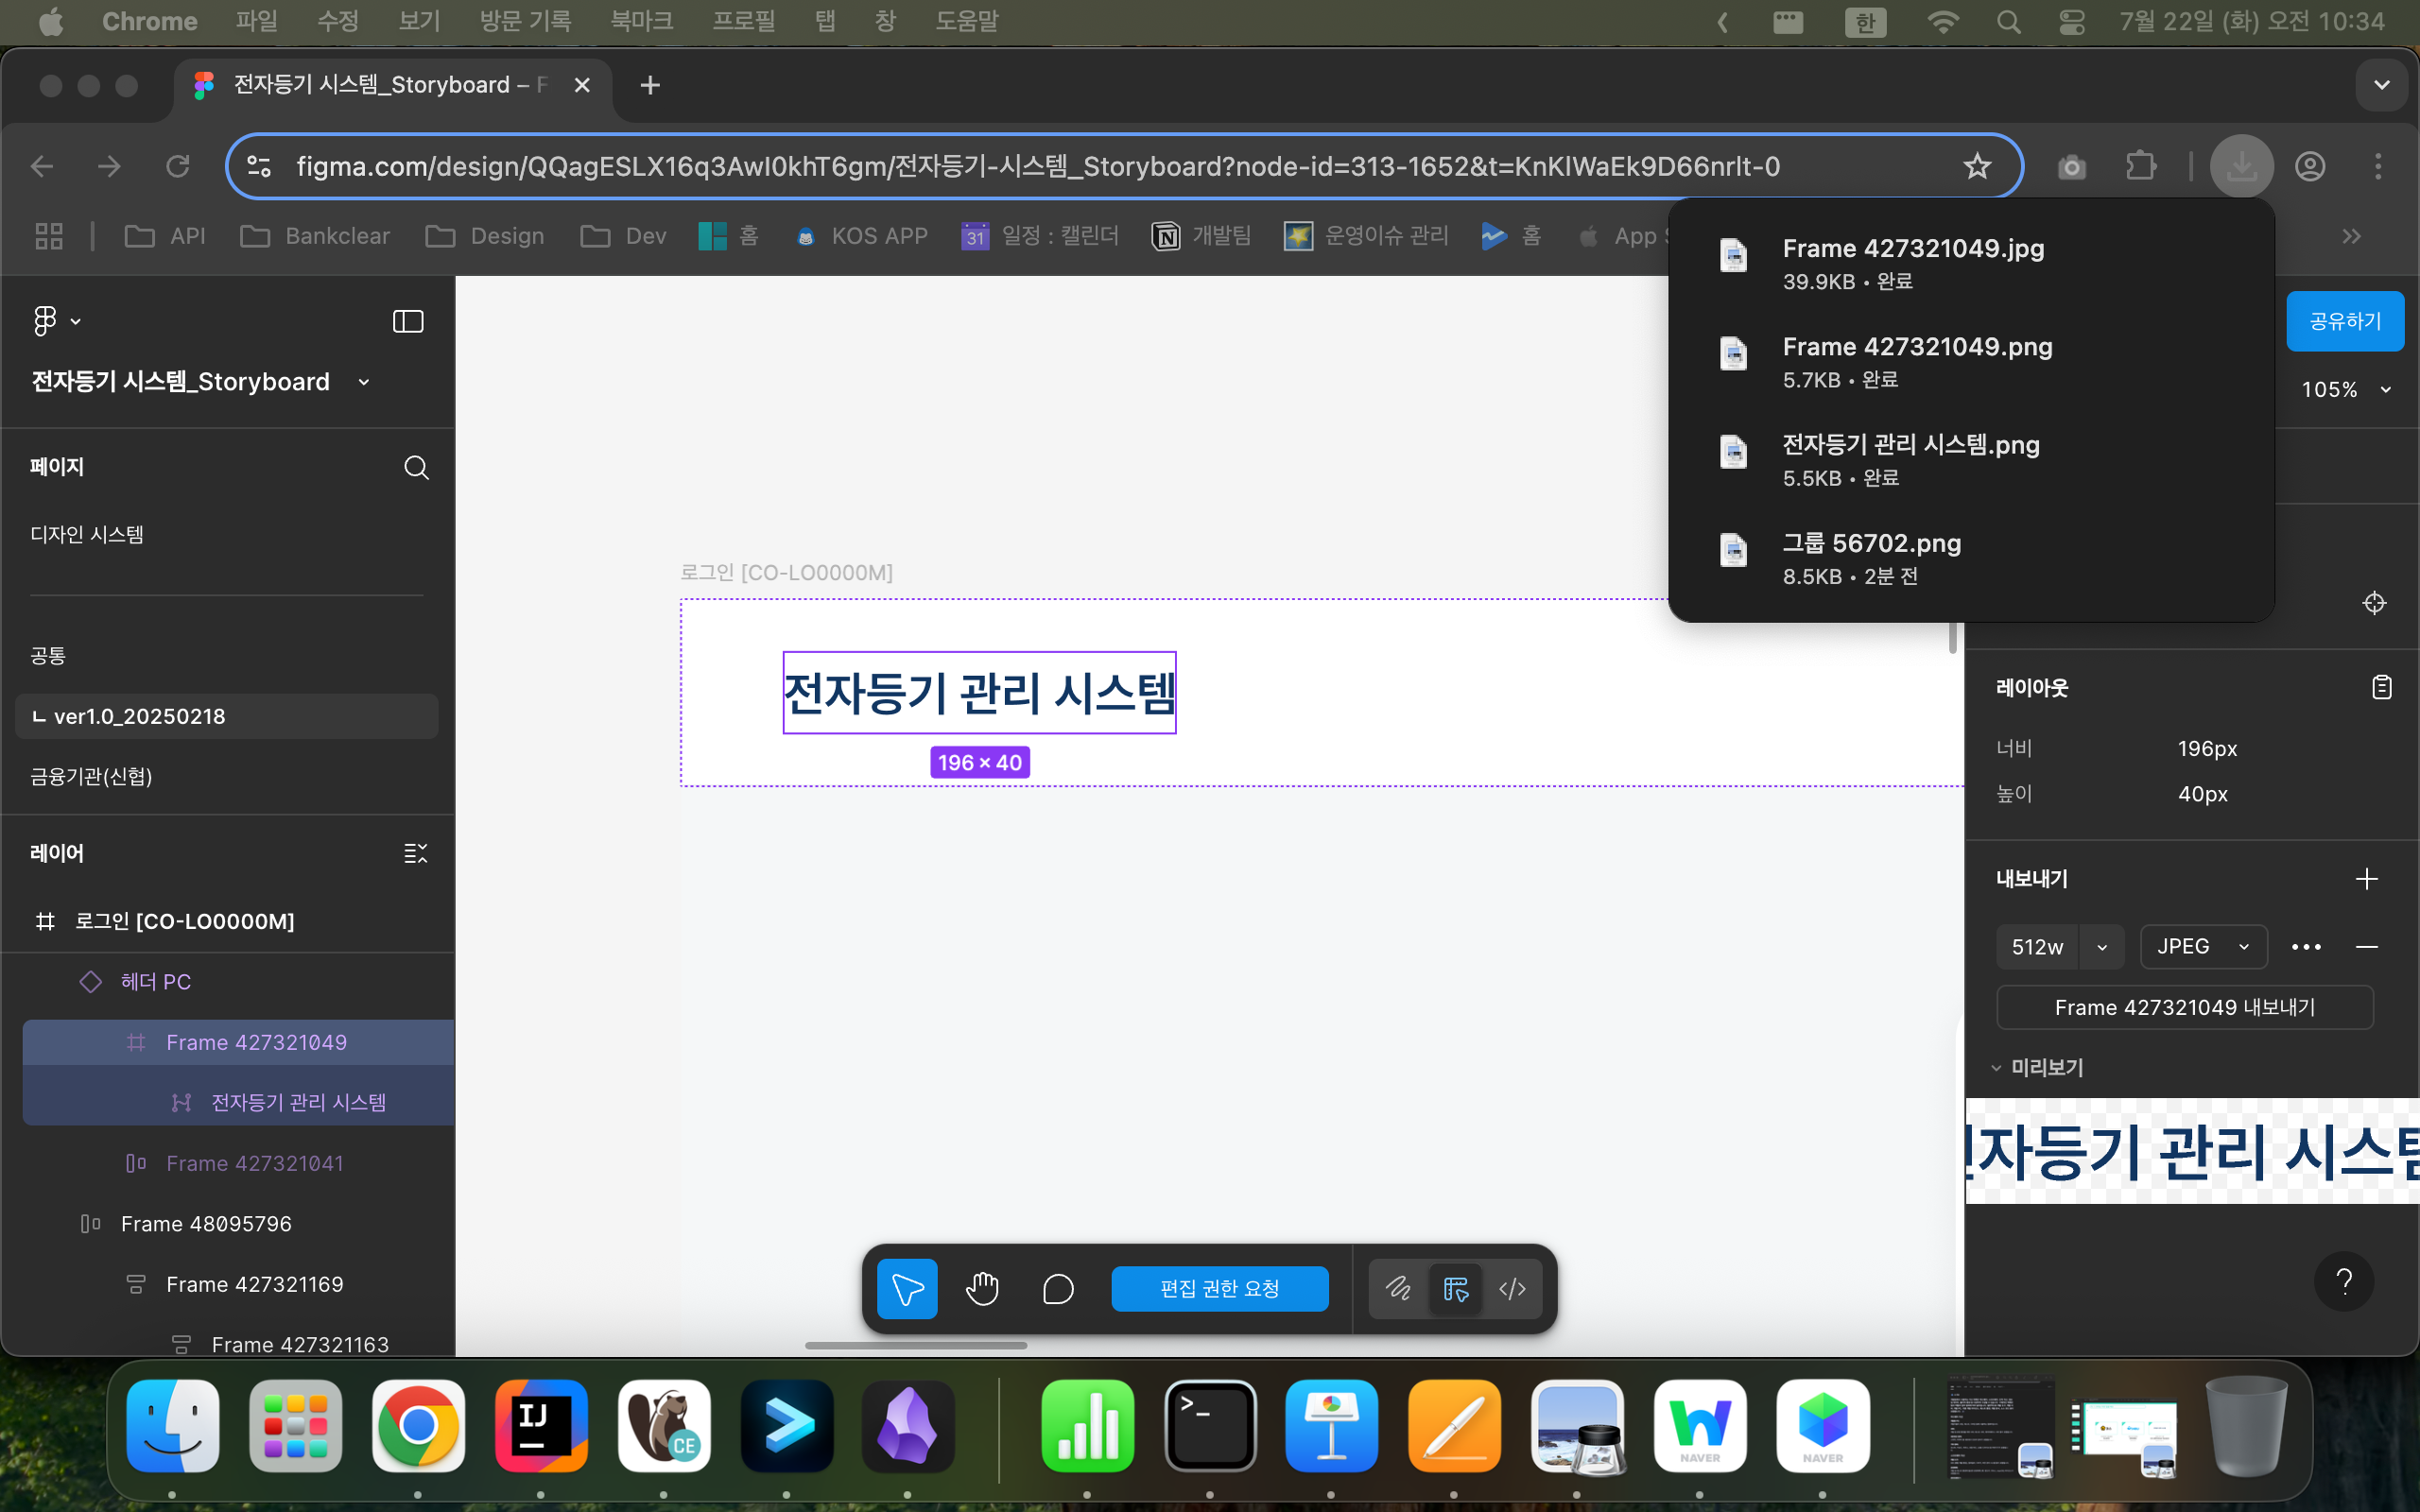 Chrome 파일 수정 보기 방문 기록 북마크 프로필 탭 창 도움말 한 7월 22일 (화) 오전 10:34
전자등기 시스템_Storyboard – F
figma.com/design/QQagESLX16q3AwI0khT6gm/전자등기-시스템_Storyboard?node-id=313-1652&t=KnKlWaEk9D66nrlt-0
API Bankclear Design Dev 홈 KOS APP 31 일정 : 캘린더 개발팀 운영이슈 관리 홈 App
Frame 427321049.jpg
39.9KB • 완료
Frame 427321049.png
5.7KB • 완료
전자등기 관리 시스템.png
5.5KB • 완료
그룹 56702.png
8.5KB • 2분 전
공유하기
105%
전자등기 시스템_Storyboard
페이지
디자인 시스템
공통
ㄴ ver1.0_20250218
금융기관(신협)
레이어
로그인 [CO-LO0000M]
헤더 PC
Frame 427321049
전자등기 관리 시스템
Frame 427321041
Frame 48095796
Frame 427321169
Frame 427321163
로그인 [CO-LO0000M]
전자등기 관리 시스템
196 × 40
편집 권한 요청
레이아웃
너비 196px
높이 40px
내보내기
512w JPEG
Frame 427321049 내보내기
미리보기
자등기 관리 시스템
?
IJ
CE
NAVER
NAVER